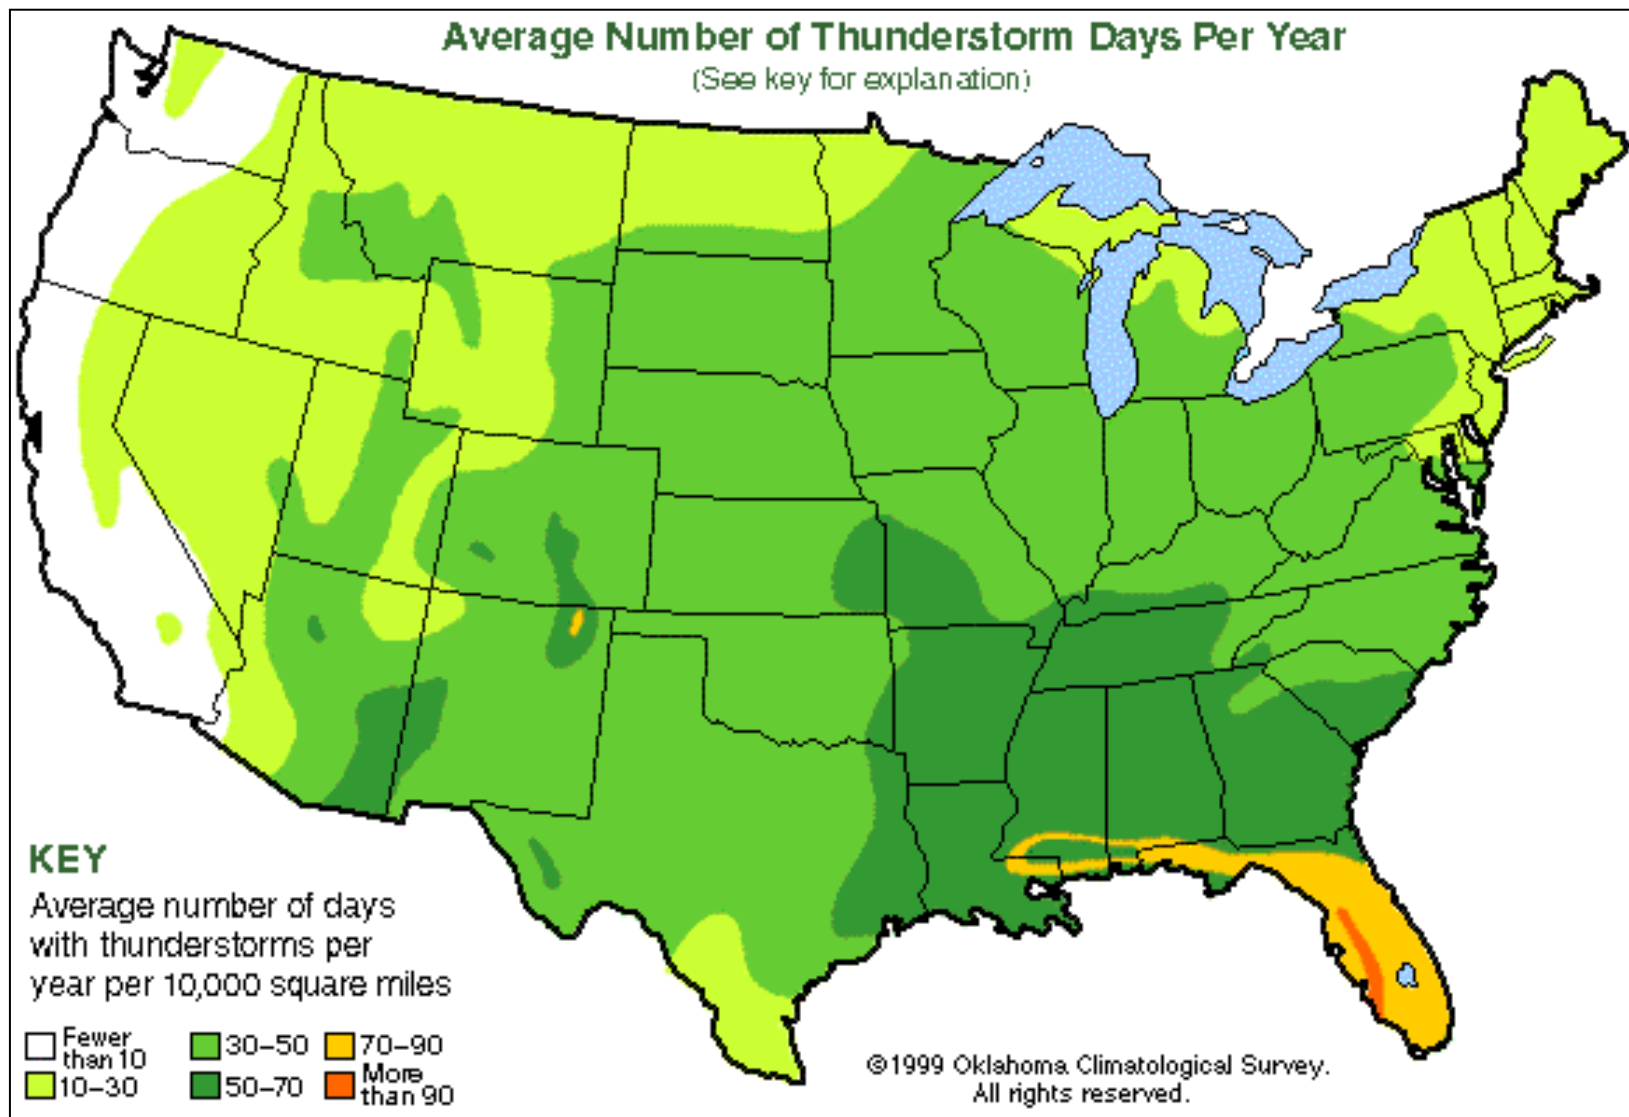 Average Number of Thunderstorm Days Per Year
(See key for explanation)
KEY
Average number of days
with thunderstorms per
year per 10,000 square miles
Fewer
than 10
10–30
30–50
50–70
70–90
More
than 90
©1999 Oklahoma Climatological Survey.
All rights reserved.